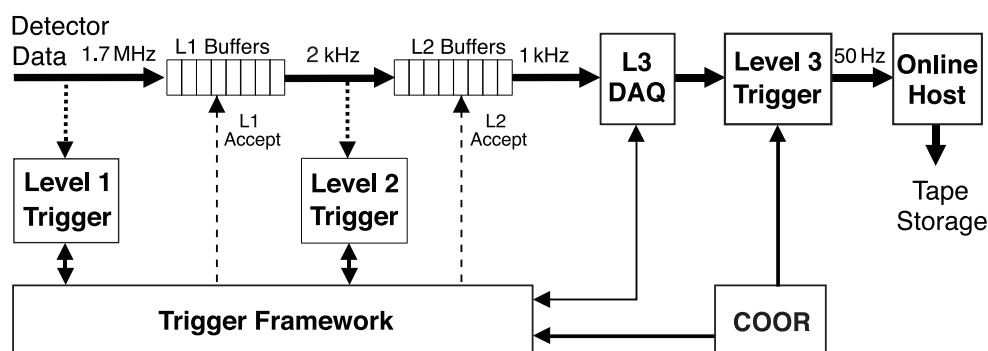 Detector
Data
1.7 MHz
L1 Buffers
2 kHz
L2 Buffers
1 kHz
L3
DAQ
Level 3
Trigger
50 Hz
Online
Host
L1
Accept
L2
Accept
Level 1
Trigger
Level 2
Trigger
Tape
Storage
Trigger Framework
COOR